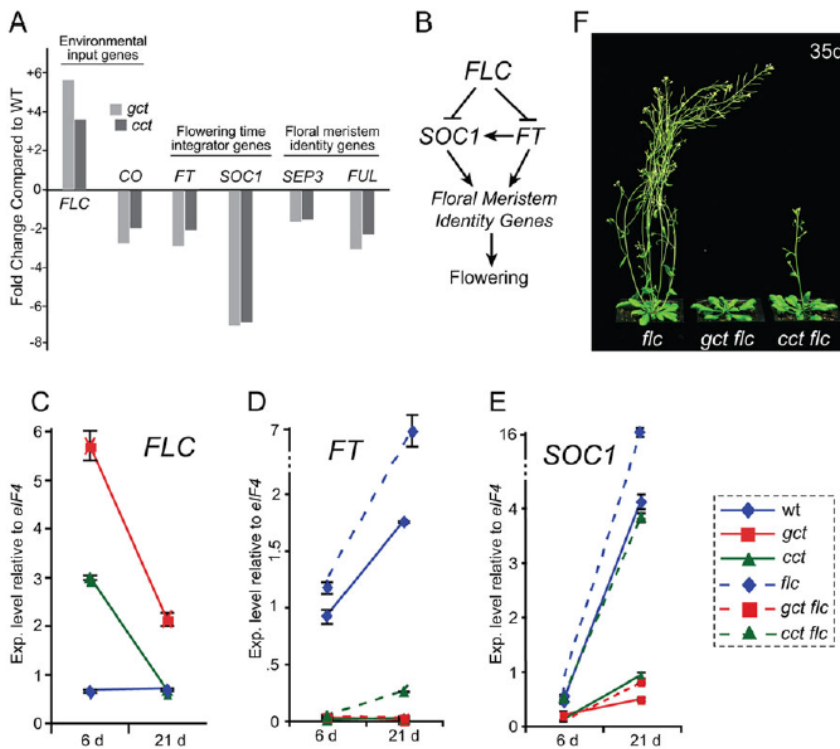 A
Environmental
input genes
+6
+4
+2
0
-2
-4
-6
-8
Fold Change Compared to WT
gct
cct
Flowering time
integrator genes
Floral meristem
identity genes
FLC
CO
FT
SOC1
SEP3
FUL
B
FLC
SOC1
FT
Floral Meristem
Identity Genes
Flowering
F
35d
flc
gct flc
cct flc
C
FLC
Exp. level relative to eIF4
6
5
4
3
2
1
0
6 d
21 d
D
FT
Exp. level relative to eIF4
7
2
1.5
1
.5
0
6 d
21 d
E
SOC1
Exp. level relative to eIF4
16
4
2
0
6 d
21 d
wt
gct
cct
flc
gct flc
cct flc